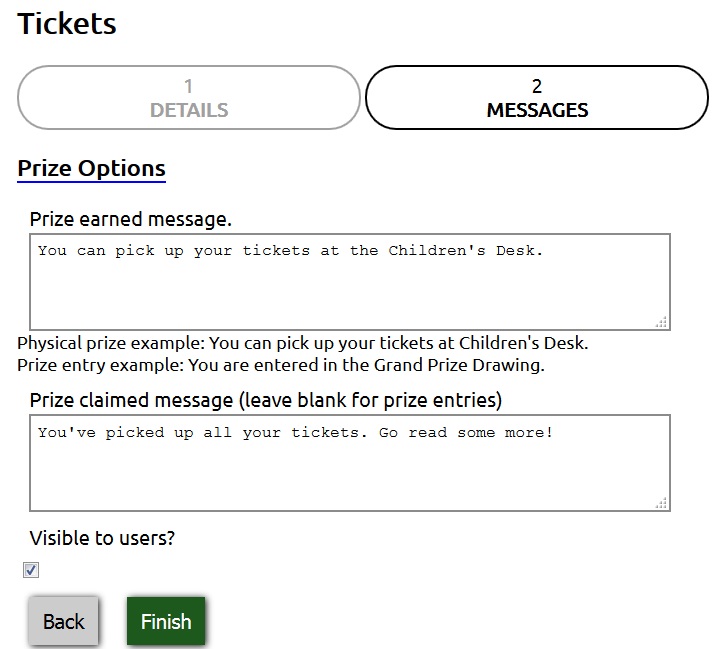 Tickets
1
DETAILS
2
MESSAGES
Prize Options
Prize earned message.
You can pick up your tickets at the Children's Desk.
Physical prize example: You can pick up your tickets at Children's Desk.
Prize entry example: You are entered in the Grand Prize Drawing.
Prize claimed message (leave blank for prize entries)
You've picked up all your tickets. Go read some more!
Visible to users?
Back
Finish